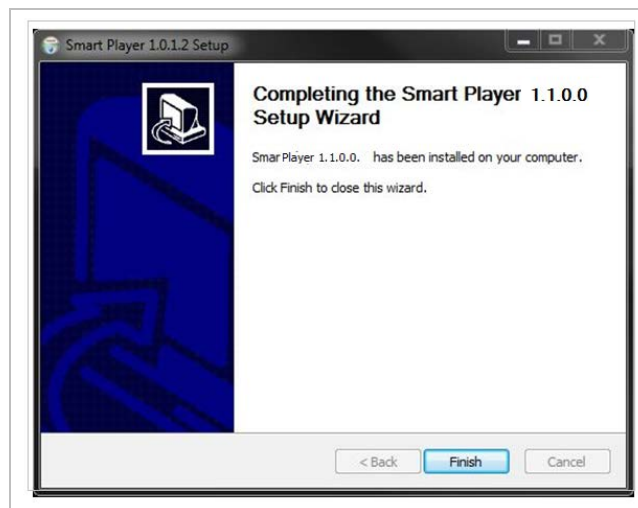 Smart Player 1.0.1.2 Setup
Completing the Smart Player 1.1.0.0
Setup Wizard
Smar Player 1.1.0.0. has been installed on your computer.
Click Finish to close this wizard.
< Back
Finish
Cancel